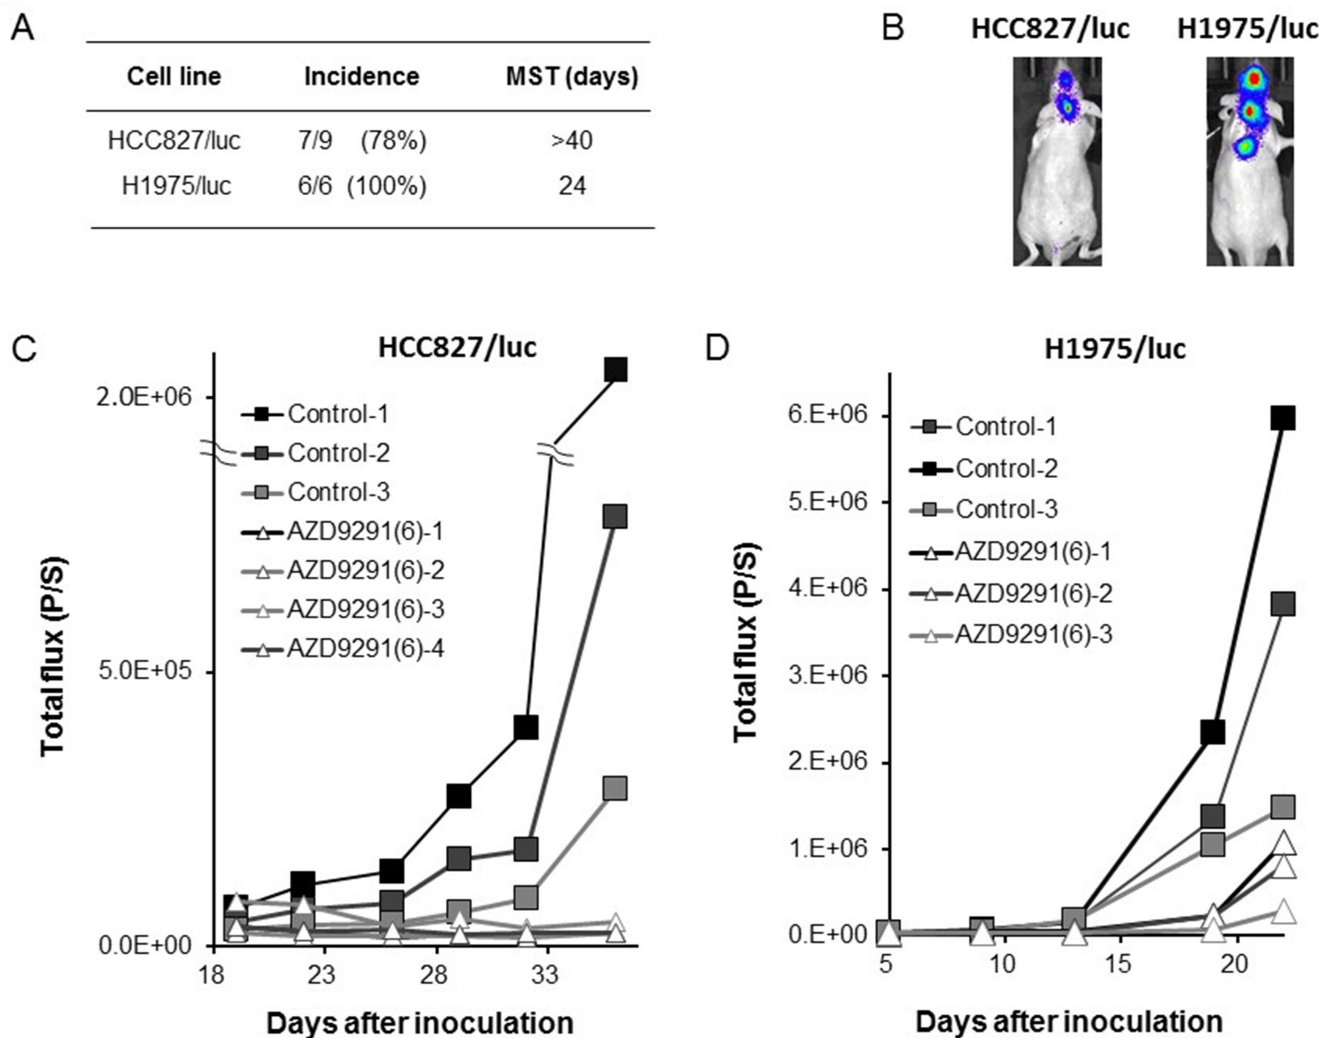 A
Cell line Incidence MST (days)
HCC827/luc 7/9 (78%) >40
H1975/luc 6/6 (100%) 24
B
HCC827/luc H1975/luc
C
HCC827/luc
2.0E+06
5.0E+05
0.0E+00
Total flux (P/S)
Control-1
Control-2
Control-3
AZD9291(6)-1
AZD9291(6)-2
AZD9291(6)-3
AZD9291(6)-4
18 23 28 33
Days after inoculation
D
H1975/luc
6.E+06
5.E+06
4.E+06
3.E+06
2.E+06
1.E+06
0.E+00
Total flux (P/S)
Control-1
Control-2
Control-3
AZD9291(6)-1
AZD9291(6)-2
AZD9291(6)-3
5 10 15 20
Days after inoculation